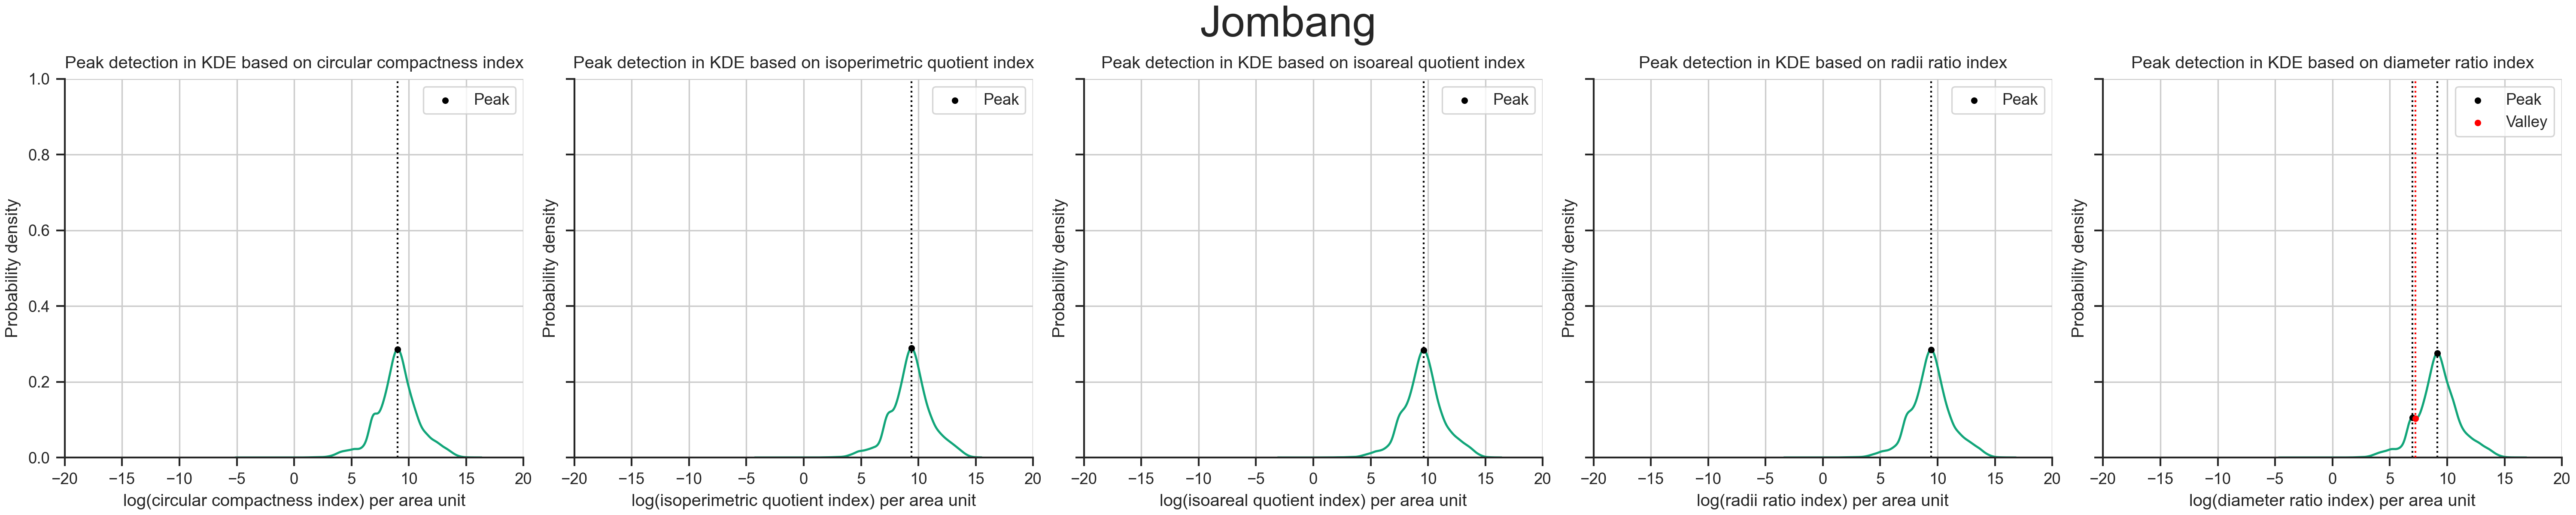 Jombang
Peak detection in KDE based on circular compactness index
Peak
1.0
0.8
0.6
0.4
0.2
0.0
Probability density
−20 −15 −10 −5 0 5 10 15 20
log(circular compactness index) per area unit
Peak detection in KDE based on isoperimetric quotient index
Peak
Probability density
−20 −15 −10 −5 0 5 10 15 20
log(isoperimetric quotient index) per area unit
Peak detection in KDE based on isoareal quotient index
Peak
Probability density
−20 −15 −10 −5 0 5 10 15 20
log(isoareal quotient index) per area unit
Peak detection in KDE based on radii ratio index
Peak
Probability density
−20 −15 −10 −5 0 5 10 15 20
log(radii ratio index) per area unit
Peak detection in KDE based on diameter ratio index
Peak
Valley
Probability density
−20 −15 −10 −5 0 5 10 15 20
log(diameter ratio index) per area unit